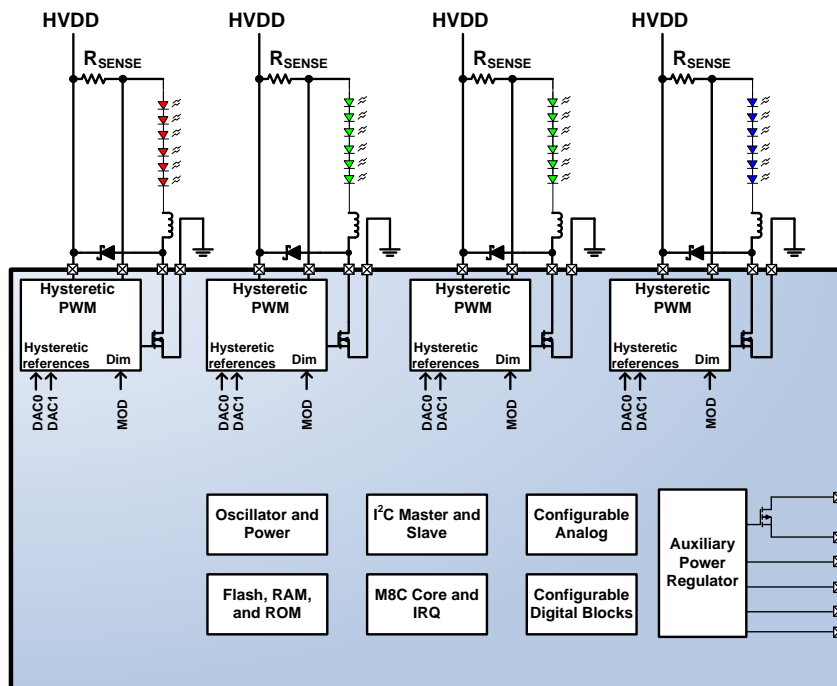 HVDD
HVDD
HVDD
HVDD
RSENSE
RSENSE
RSENSE
RSENSE
Hysteretic
PWM
Hysteretic
references
Dim
DAC0
DAC1
MOD
Hysteretic
PWM
Hysteretic
references
Dim
DAC0
DAC1
MOD
Hysteretic
PWM
Hysteretic
references
Dim
DAC0
DAC1
MOD
Hysteretic
PWM
Hysteretic
references
Dim
DAC0
DAC1
MOD
Oscillator and
Power
I²C Master and
Slave
Configurable
Analog
Auxiliary
Power
Regulator
Flash, RAM,
and ROM
M8C Core and
IRQ
Configurable
Digital Blocks